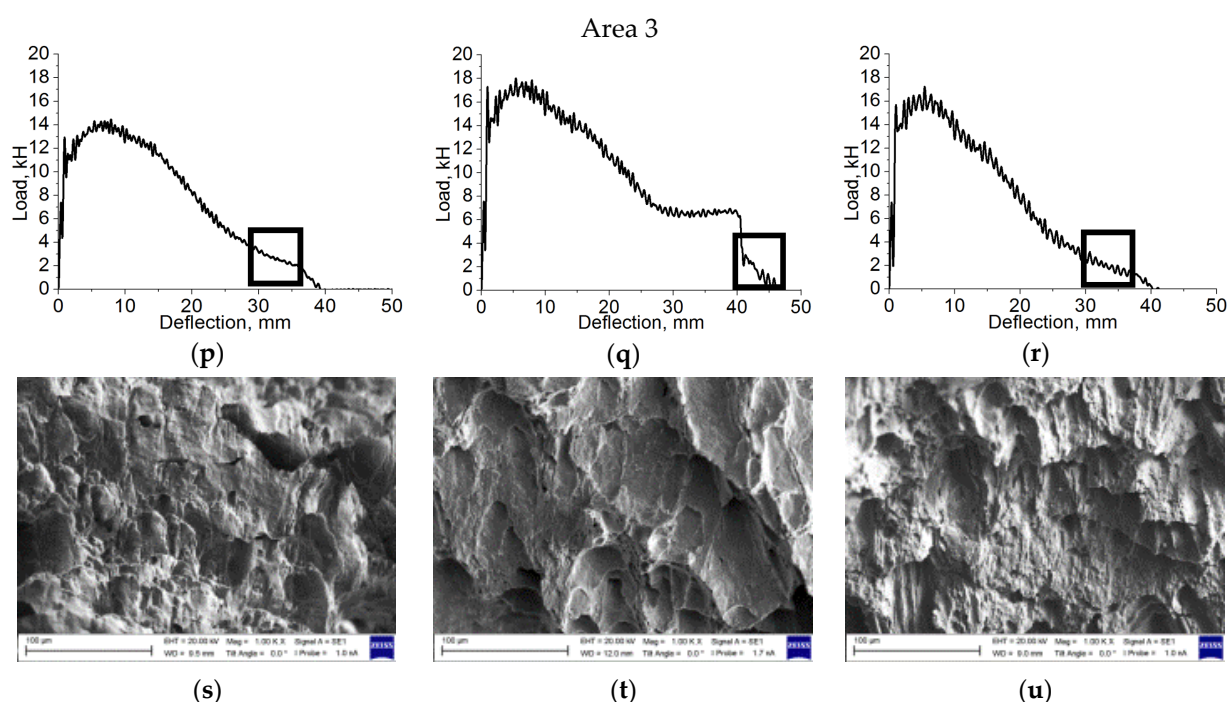 Area 3
20
18
16
14
12
10
8
6
4
2
0
Load, kH
0 10 20 30 40 50
Deflection, mm
(p)
20
18
16
14
12
10
8
6
4
2
0
Load, kH
0 10 20 30 40 50
Deflection, mm
(q)
20
18
16
14
12
10
8
6
4
2
0
Load, kH
0 10 20 30 40 50
Deflection, mm
(r)
100 µm
EHT = 20.00 kV Mag = 1.00 K X Signal A = SE1
WD = 9.5 mm Tilt Angle = 0.0 ° I Probe = 1.0 nA
ZEISS
(s)
100 µm
EHT = 20.00 kV Mag = 1.00 K X Signal A = SE1
WD = 12.0 mm Tilt Angle = 0.0 ° I Probe = 1.7 nA
ZEISS
(t)
100 µm
EHT = 20.00 kV Mag = 1.00 K X Signal A = SE1
WD = 9.0 mm Tilt Angle = 0.0 ° I Probe = 1.0 nA
ZEISS
(u)